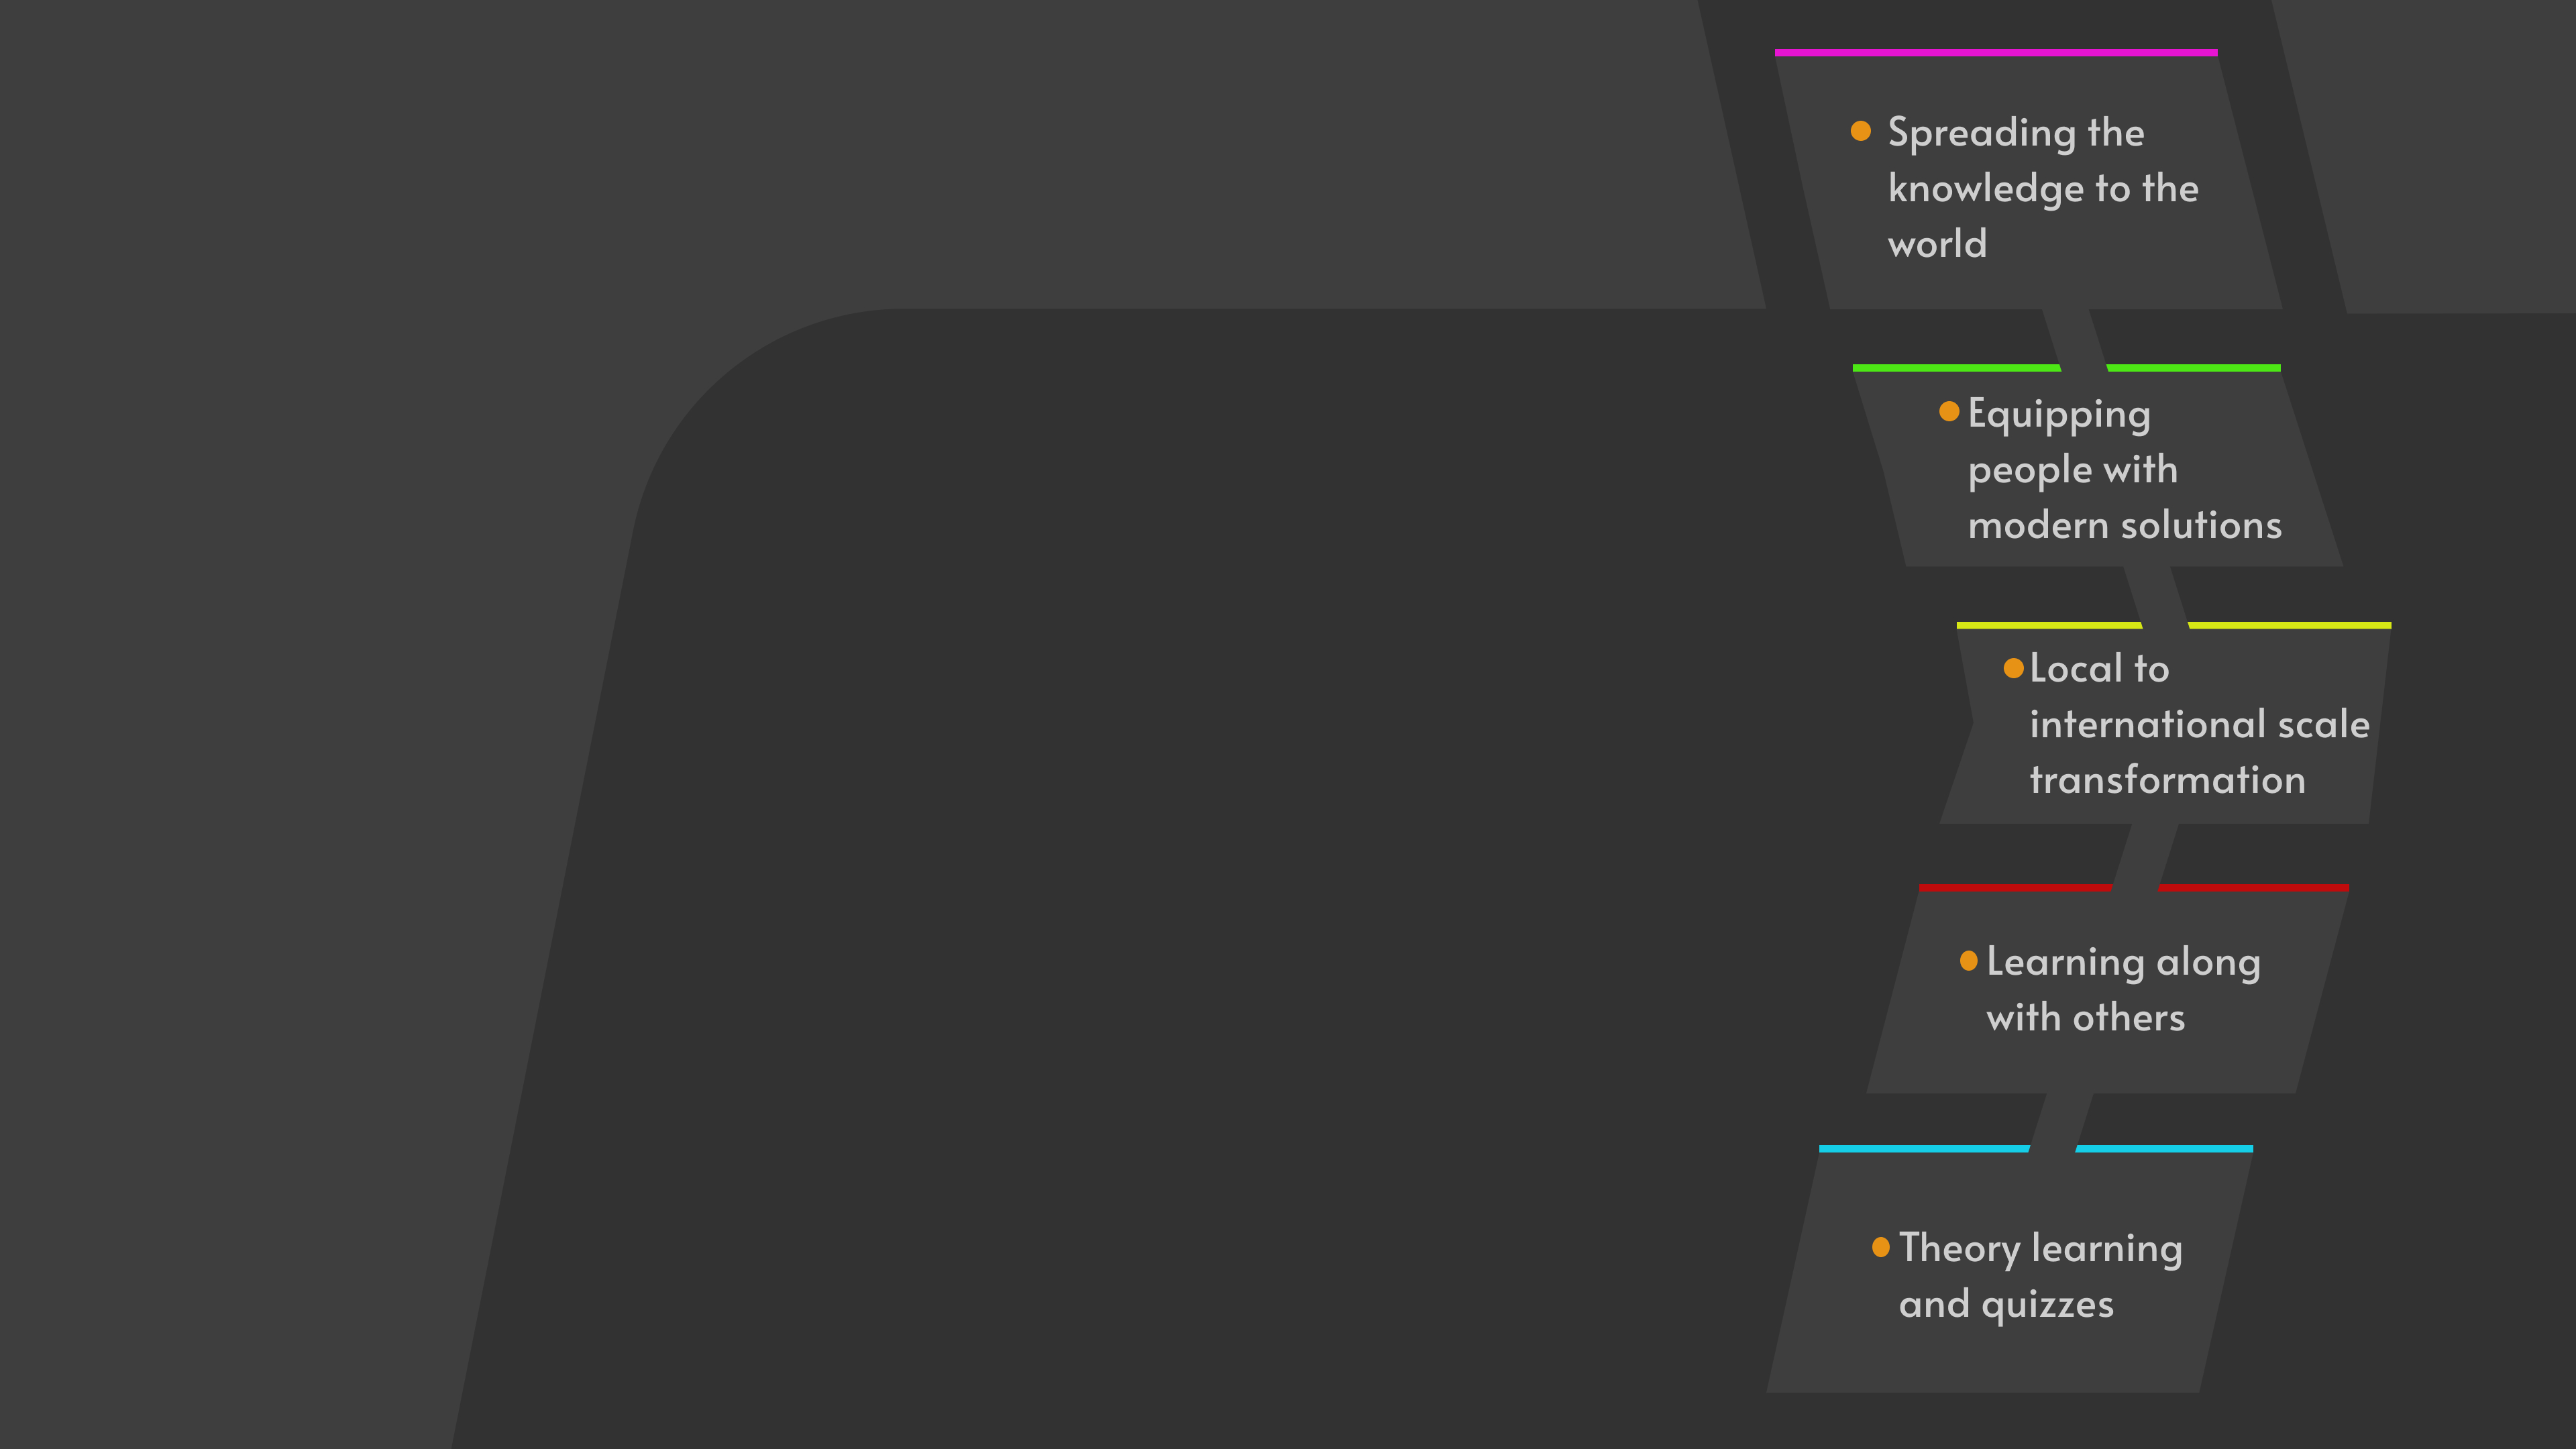 Spreading the
knowledge to the
world
Equipping
people with
modern solutions
Local to
international scale
transformation
Learning along
with others
Theory learning
and quizzes